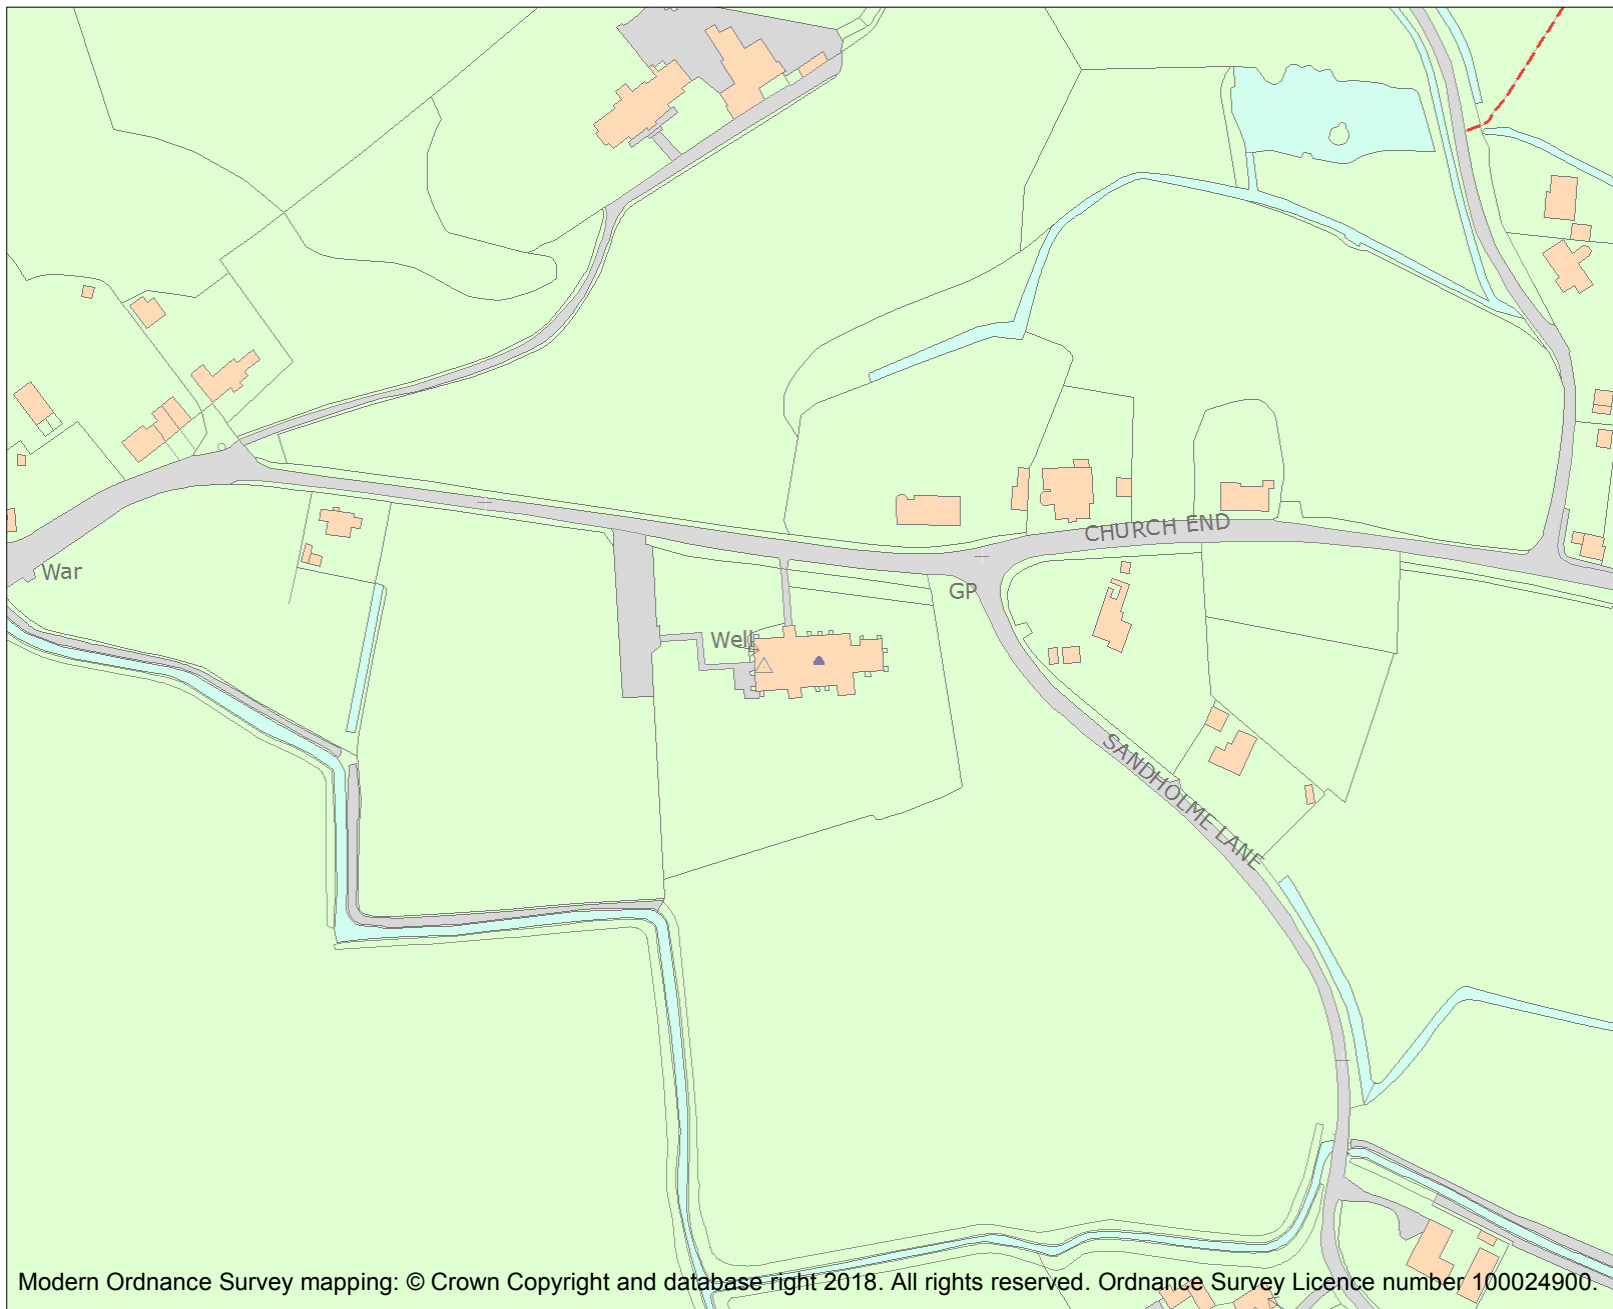 CHURCH END
War
GP
Well
SANDHOLME LANE
Modern Ordnance Survey mapping: © Crown Copyright and database right 2018. All rights reserved. Ordnance Survey Licence number 100024900.